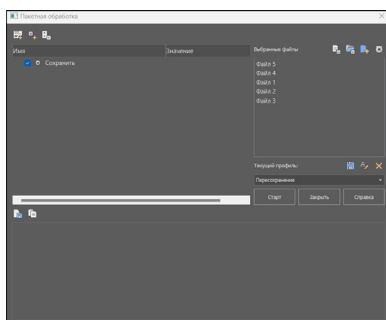 Пакетная обработка
Имя
Значение
Сохранить
Выбранные файлы
Файл 5
Файл 4
Файл 1
Файл 2
Файл 3
Текущий профиль:
Пересохранение
Старт
Закрыть
Справка